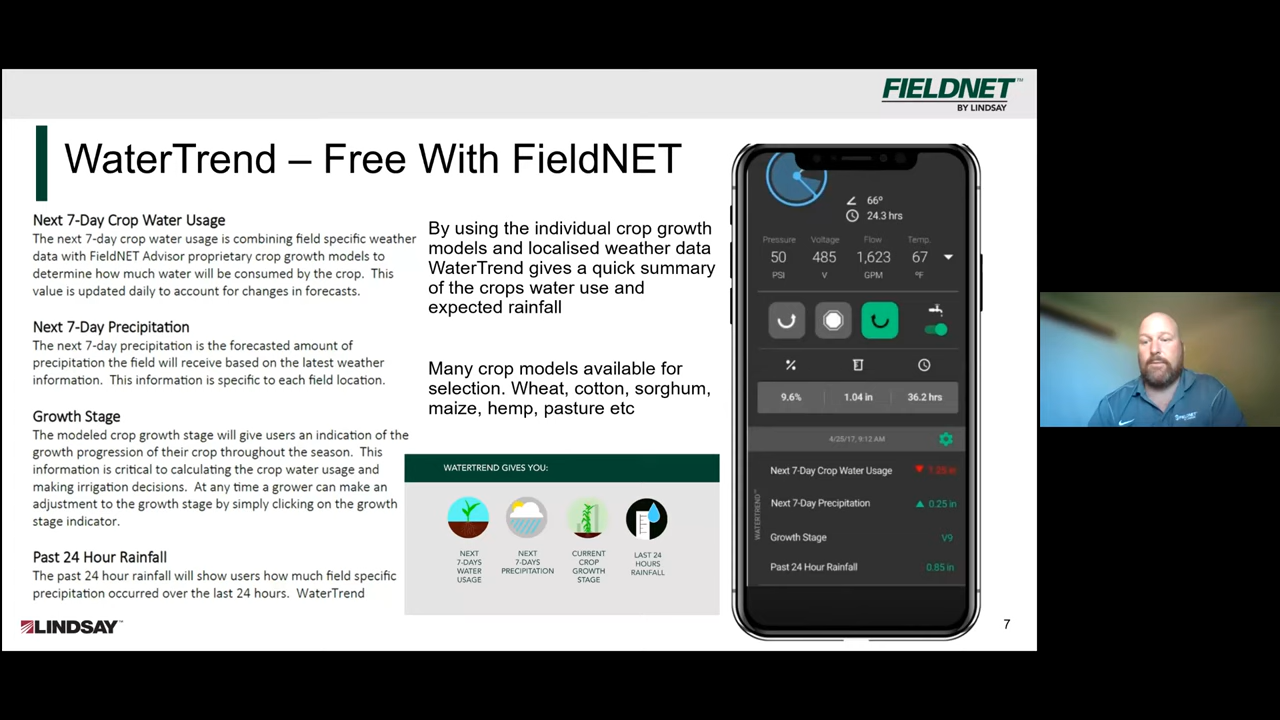 FIELDNET™
BY LINDSAY
WaterTrend – Free With FieldNET
Next 7-Day Crop Water Usage
The next 7-day crop water usage is combining field specific weather
data with FieldNET Advisor proprietary crop growth models to
determine how much water will be consumed by the crop. This
value is updated daily to account for changes in forecasts.
Next 7-Day Precipitation
The next 7-day precipitation is the forecasted amount of
precipitation the field will receive based on the latest weather
information. This information is specific to each field location.
Growth Stage
The modeled crop growth stage will give users an indication of the
growth progression of their crop throughout the season. This
information is critical to calculating the crop water usage and
making irrigation decisions. At any time a grower can make an
adjustment to the growth stage by simply clicking on the growth
stage indicator.
Past 24 Hour Rainfall
The past 24 hour rainfall will show users how much field specific
precipitation occurred over the last 24 hours. WaterTrend
By using the individual crop growth
models and localised weather data
WaterTrend gives a quick summary
of the crops water use and
expected rainfall
Many crop models available for
selection. Wheat, cotton, sorghum,
maize, hemp, pasture etc
WATERTREND GIVES YOU:
NEXT
7-DAYS
WATER
USAGE
NEXT
7-DAYS
PRECIPITATION
CURRENT
CROP
GROWTH
STAGE
LAST 24
HOURS
RAINFALL
66°
24.3 hrs
Pressure Voltage Flow Temp.
50 485 1,623 67
PSI V GPM °F
9.6% 1.04 in 36.2 hrs
4/25/17, 9:12 AM
WATERTREND™
Next 7-Day Crop Water Usage
Next 7-Day Precipitation 0.25 in
Growth Stage V9
Past 24 Hour Rainfall 0.85 in
LINDSAY™
7